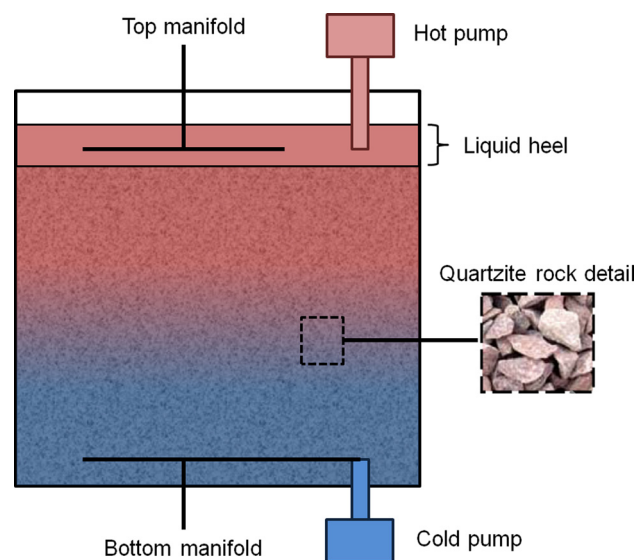 Top manifold
Hot pump
Liquid heel
Quartzite rock detail
Cold pump
Bottom manifold